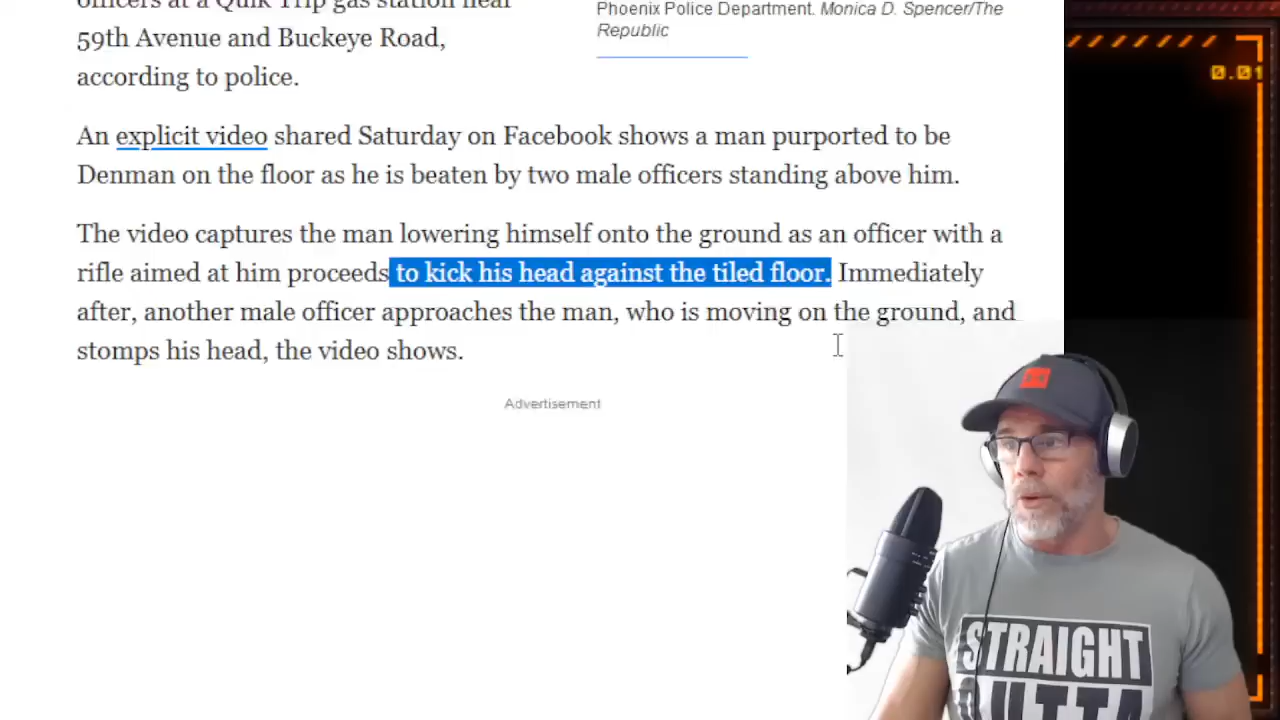 officers at a Quik Trip gas station near
59th Avenue and Buckeye Road,
according to police.
Phoenix Police Department. Monica D. Spencer/The
Republic
An explicit video shared Saturday on Facebook shows a man purported to be
Denman on the floor as he is beaten by two male officers standing above him.
The video captures the man lowering himself onto the ground as an officer with a
rifle aimed at him proceeds to kick his head against the tiled floor. Immediately
after, another male officer approaches the man, who is moving on the ground, and
stomps his head, the video shows.
Advertisement
0.01
STRAIGHT
OUTTA